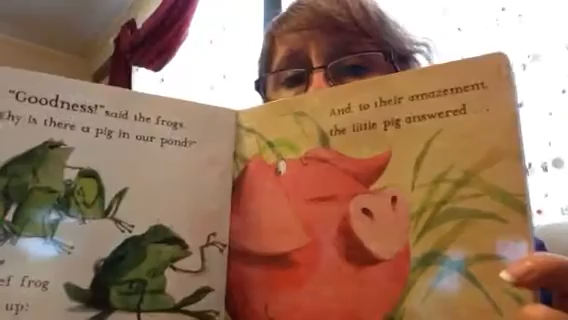 "Goodness!" said the frogs.
hy is there a pig in our pond?"
ef frog
up:
And, to their amazement,
the little pig answered . . .